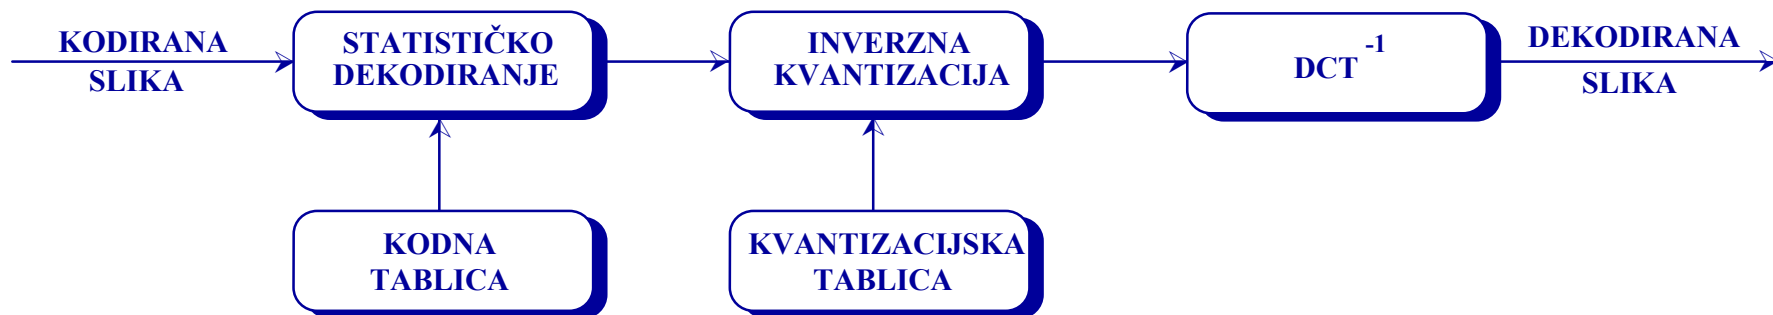 KODIRANA
SLIKA
STATISTIČKO
DEKODIRANJE
INVERZNA
KVANTIZACIJA
DCT -1
DEKODIRANA
SLIKA
KODNA
TABLICA
KVANTIZACIJSKA
TABLICA